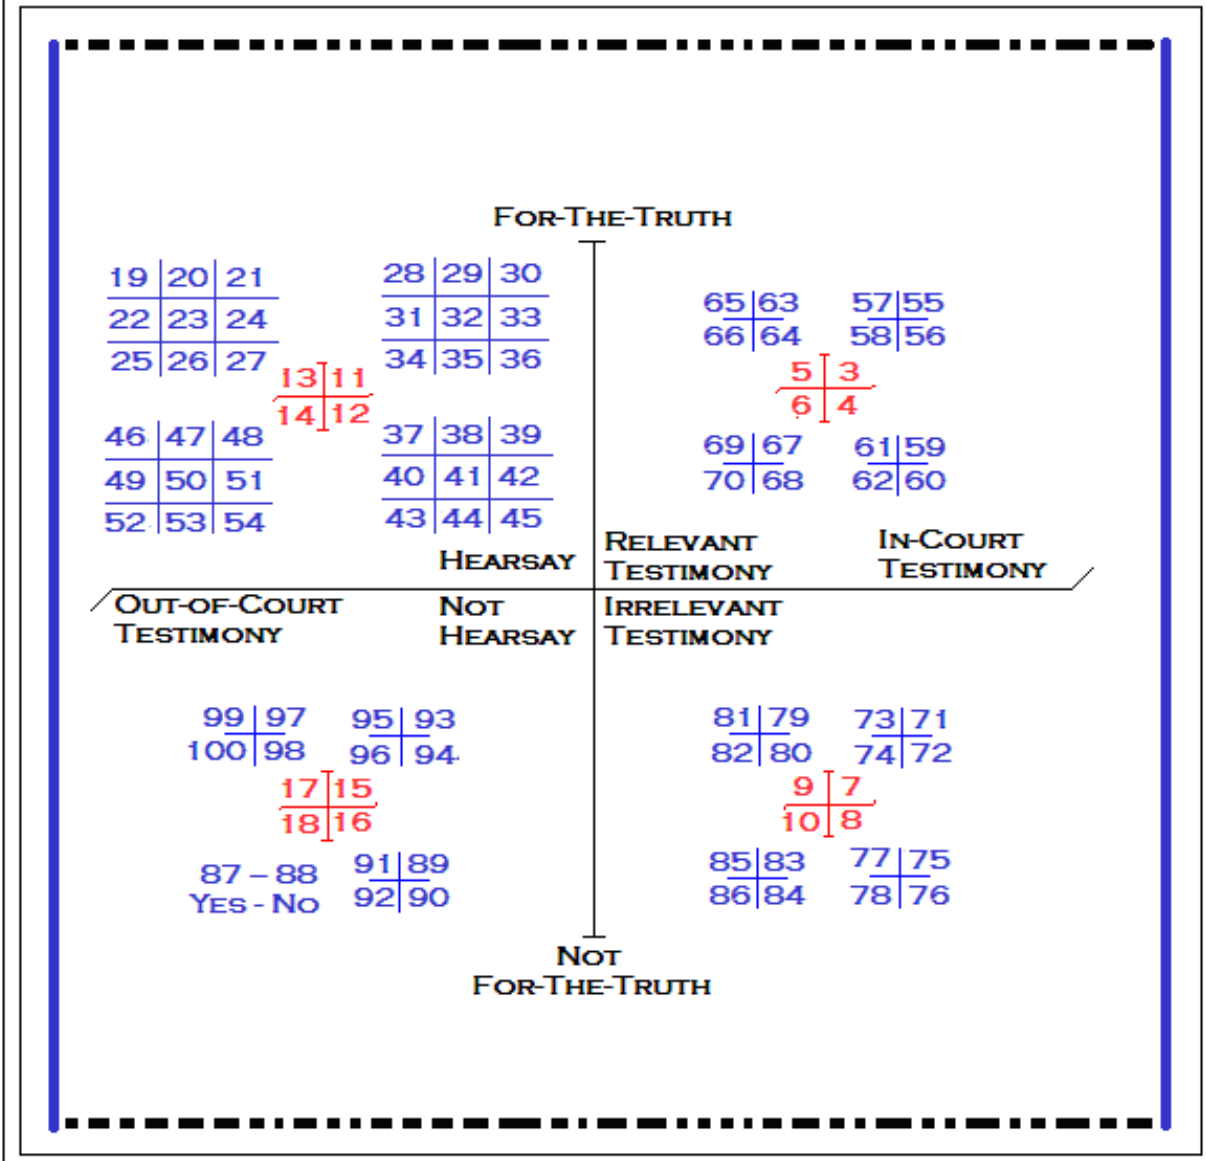 FOR-THE-TRUTH
19 20 21
22 23 24
25 26 27
28 29 30
31 32 33
34 35 36
13 11
14 12
46 47 48
49 50 51
52 53 54
37 38 39
40 41 42
43 44 45
65 63
66 64
57 55
58 56
5 3
6 4
69 67
70 68
61 59
62 60
HEARSAY
RELEVANT
TESTIMONY
IN-COURT
TESTIMONY
OUT-OF-COURT
TESTIMONY
NOT
HEARSAY
IRRELEVANT
TESTIMONY
99 97
100 98
95 93
96 94
17 15
18 16
87 – 88
YES - NO
91 89
92 90
81 79
82 80
73 71
74 72
9 7
10 8
85 83
86 84
77 75
78 76
NOT
FOR-THE-TRUTH